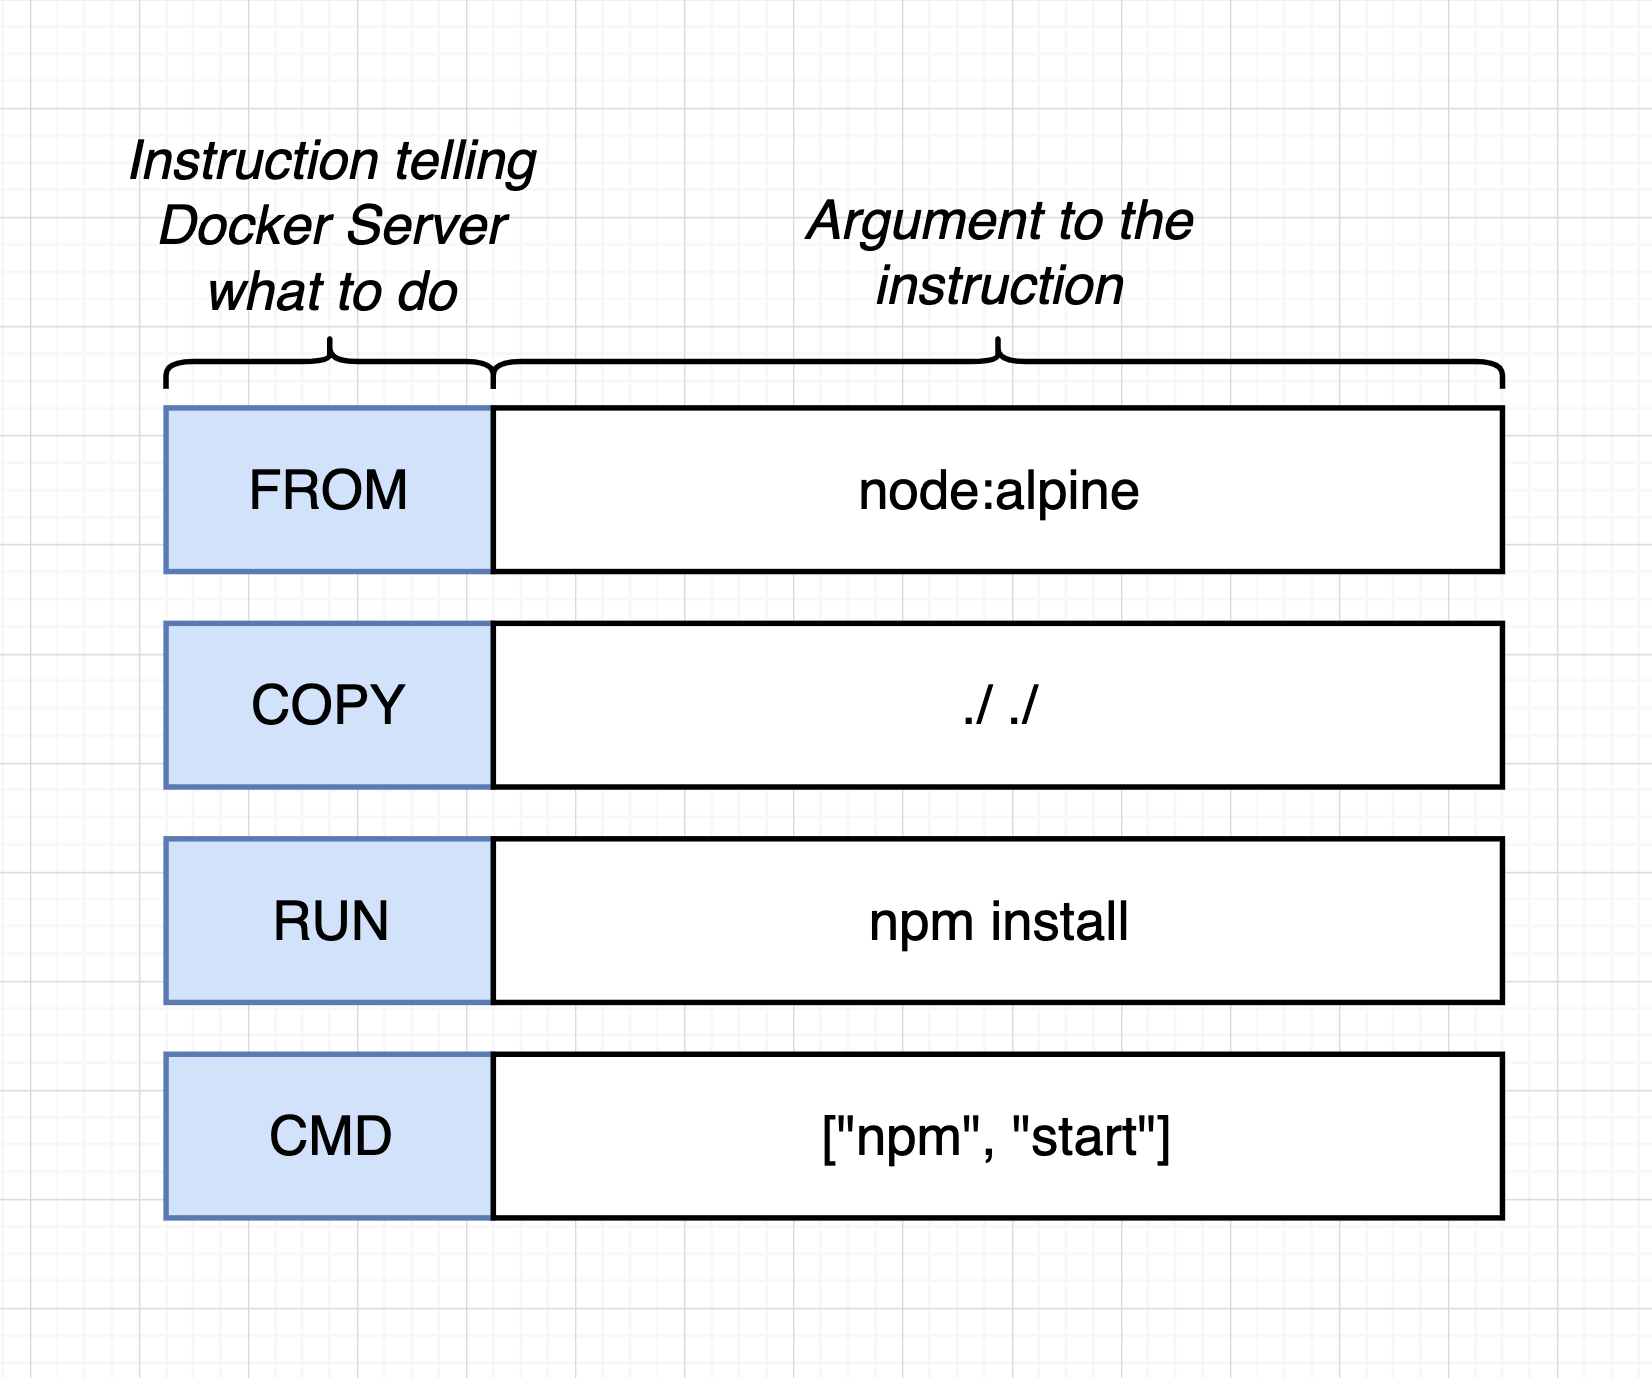 Instruction telling
Docker Server
what to do
Argument to the
instruction
FROM
node:alpine
COPY
./ ./
RUN
npm install
CMD
["npm", "start"]